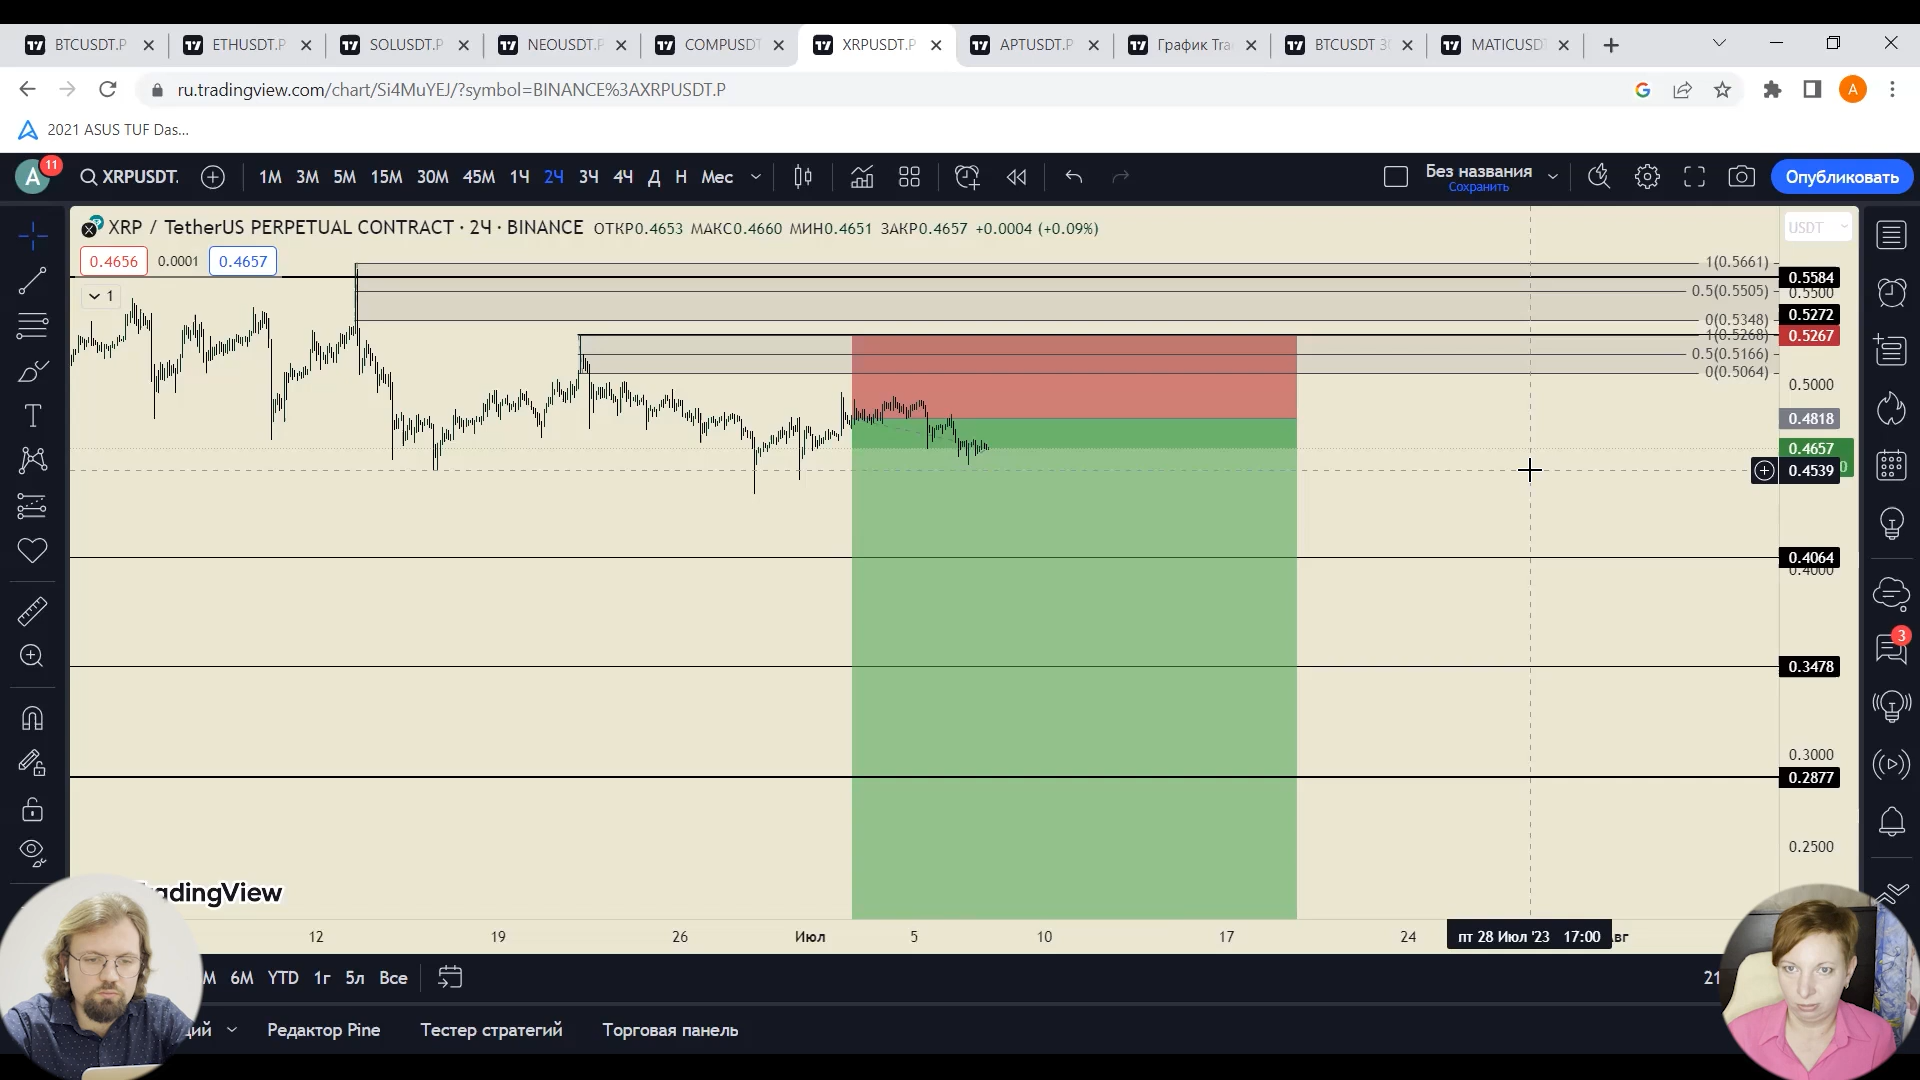 BTCUSDT.P
ETHUSDT.P
SOLUSDT.P
NEOUSDT.P
COMPUSDT
XRPUSDT.P
APTUSDT.P
График Tra
BTCUSDT 3
MATICUSD
ru.tradingview.com/chart/Si4MuYEJ/?symbol=BINANCE%3AXRPUSDT.P
A
2021 ASUS TUF Das...
A
11
XRPUSDT.
1М 3М 5М 15М 30М 45М 1Ч 2Ч 3Ч 4Ч Д Н Мес
Без названия
Сохранить
Опубликовать
XRP / TetherUS PERPETUAL CONTRACT · 2Ч · BINANCE ОТКР0.4653 МАКС0.4660 МИН0.4651 ЗАКР0.4657 +0.0004 (+0.09%)
USDT
0.4656 0.0001 0.4657
1
1(0.5661)
0.5584
0.5(0.5505)
0.5500
0(0.5348)
0.5272
1(0.5268)
0.5267
0.5(0.5166)
0(0.5064)
0.5000
0.4818
0.4657
0.4539
0.4064
0.4000
0.3478
3
0.3000
0.2877
0.2500
TradingView
12 19 26 Июл 5 10 17 24 пт 28 Июл '23 17:00
6М YTD 1г 5л Все
21
Редактор Pine Тестер стратегий Торговая панель